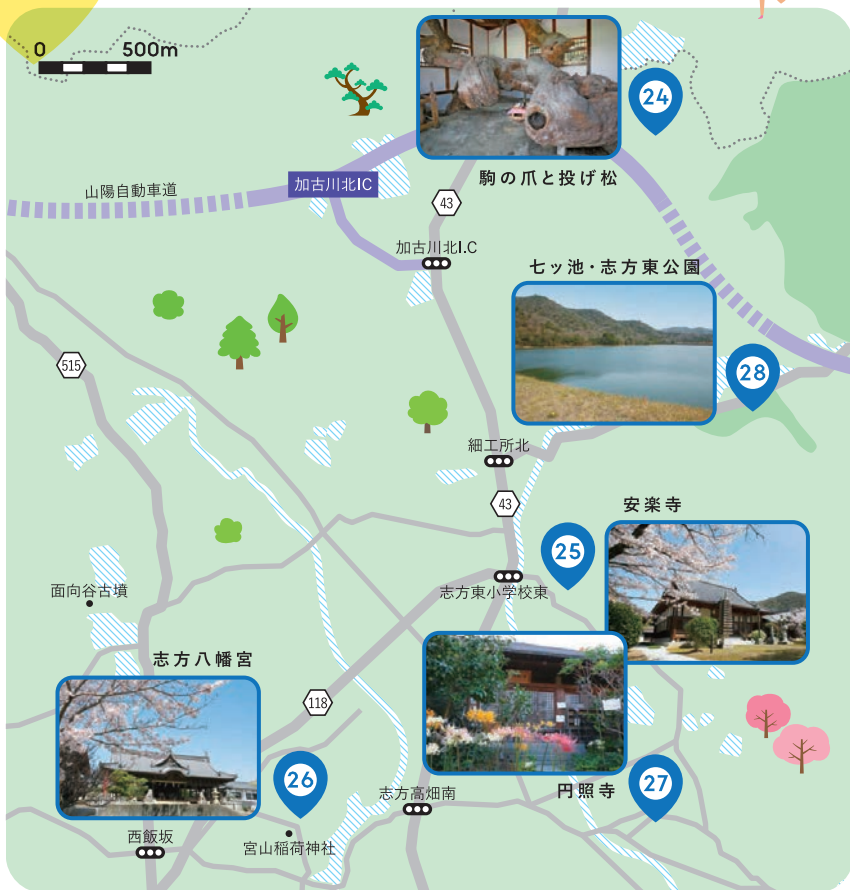 0 500m
24
駒の爪と投げ松
山陽自動車道
加古川北IC
43
加古川北I.C
七ッ池・志方東公園
28
515
細工所北
43
安楽寺
25
志方東小学校東
面向谷古墳
志方八幡宮
118
26
志方高畑南
円照寺
27
西飯坂
宮山稲荷神社